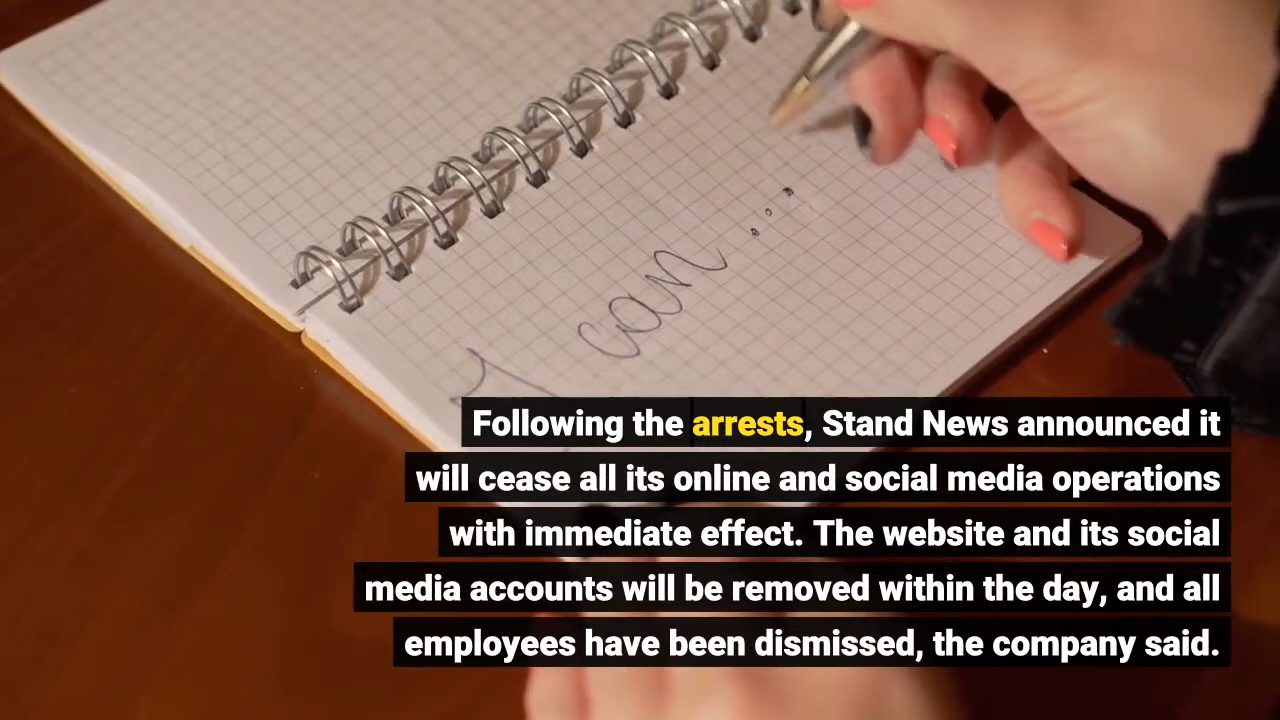 I can ...
Following the arrests, Stand News announced it
will cease all its online and social media operations
with immediate effect. The website and its social
media accounts will be removed within the day, and all
employees have been dismissed, the company said.